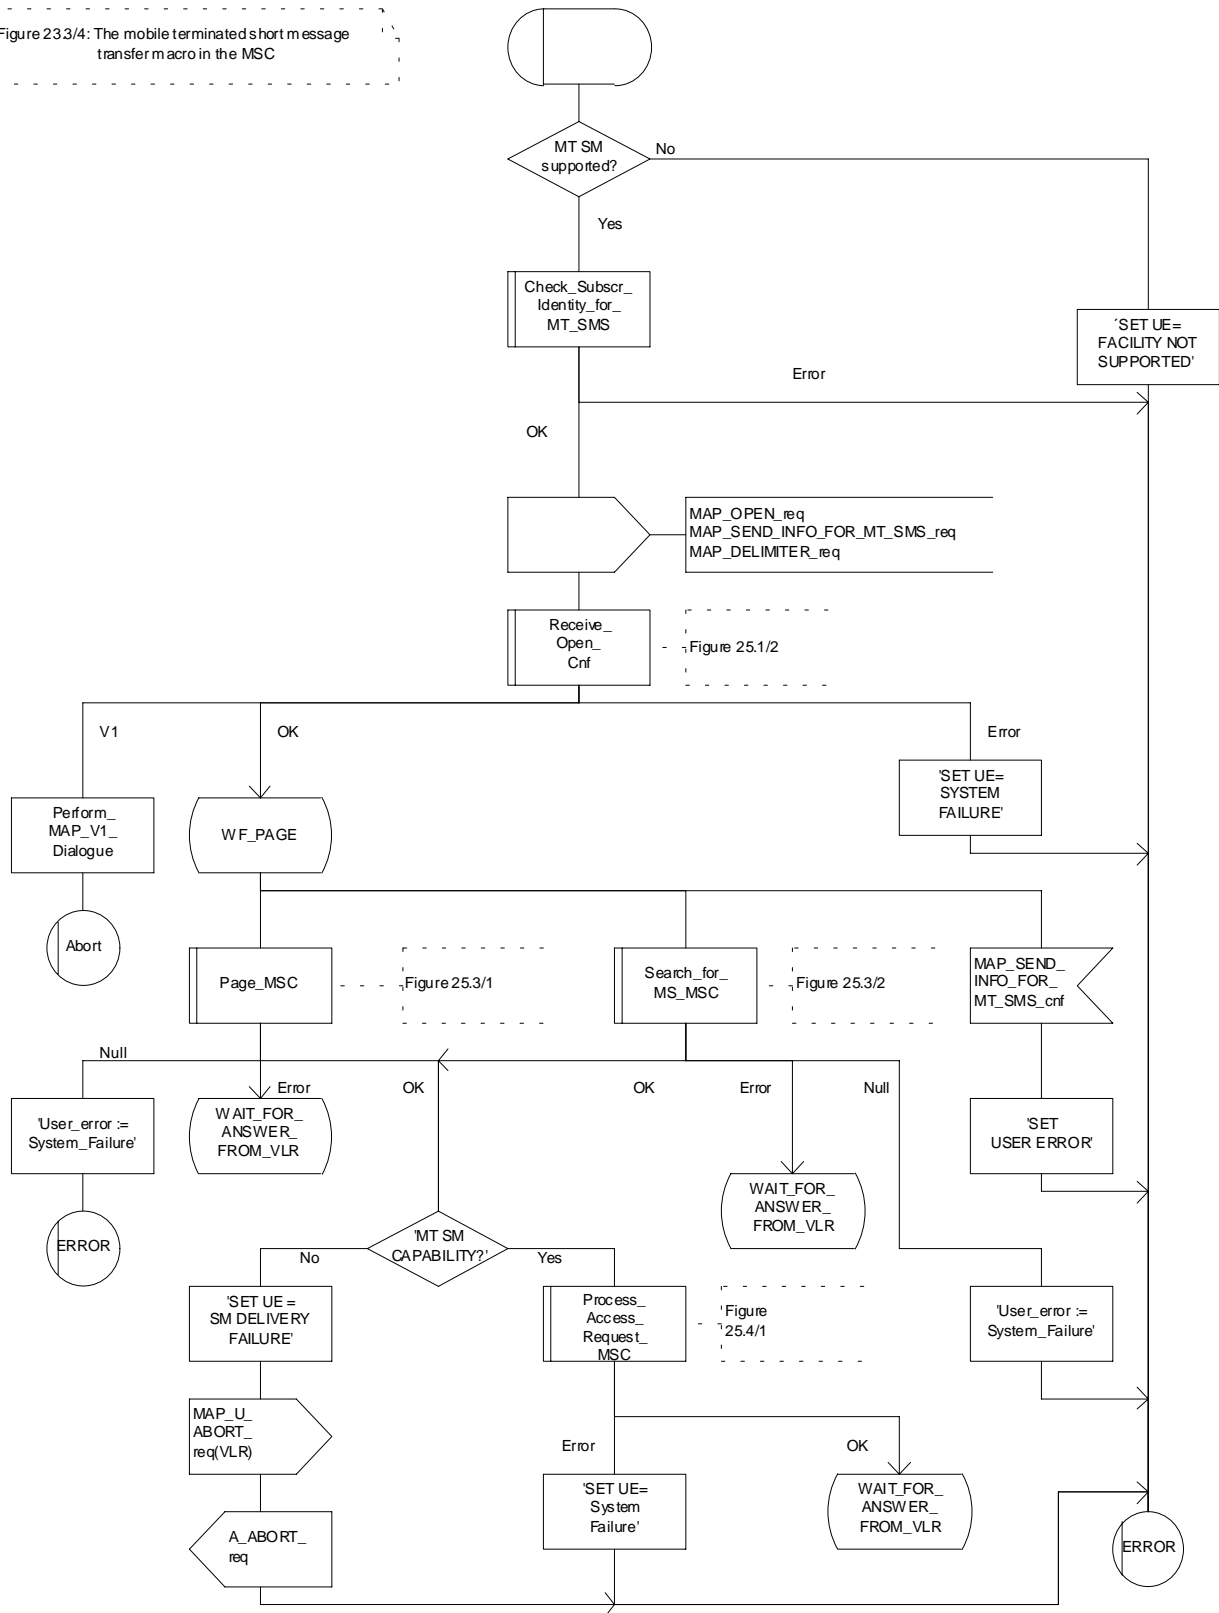 Figure 23.3/4: The mobile terminated short message
transfer macro in the MSC
MT SM
supported?
No
Yes
Check_Subscr_
Identity_for_
MT_SMS
´SET UE=
FACILITY NOT
SUPPORTED'
Error
OK
MAP_OPEN_req
MAP_SEND_INFO_FOR_MT_SMS_req
MAP_DELIMITER_req
Receive_
Open_
Cnf
Figure 25.1/2
V1
OK
Error
'SET UE=
SYSTEM
FAILURE'
Perform_
MAP_V1_
Dialogue
WF_PAGE
Abort
Page_MSC
Figure 25.3/1
Search_for_
MS_MSC
Figure 25.3/2
MAP_SEND_
INFO_FOR_
MT_SMS_cnf
Null
Error
OK
OK
Error
Null
'User_error :=
System_Failure'
WAIT_FOR_
ANSWER_
FROM_VLR
'SET
USER ERROR'
WAIT_FOR_
ANSWER_
FROM_VLR
ERROR
'MT SM
CAPABILITY?'
No
Yes
'SET UE =
SM DELIVERY
FAILURE'
Process_
Access_
Request_
MSC
Figure
25.4/1
'User_error :=
System_Failure'
MAP_U_
ABORT_
req(VLR)
Error
OK
'SET UE=
System
Failure'
WAIT_FOR_
ANSWER_
FROM_VLR
A_ABORT_
req
ERROR